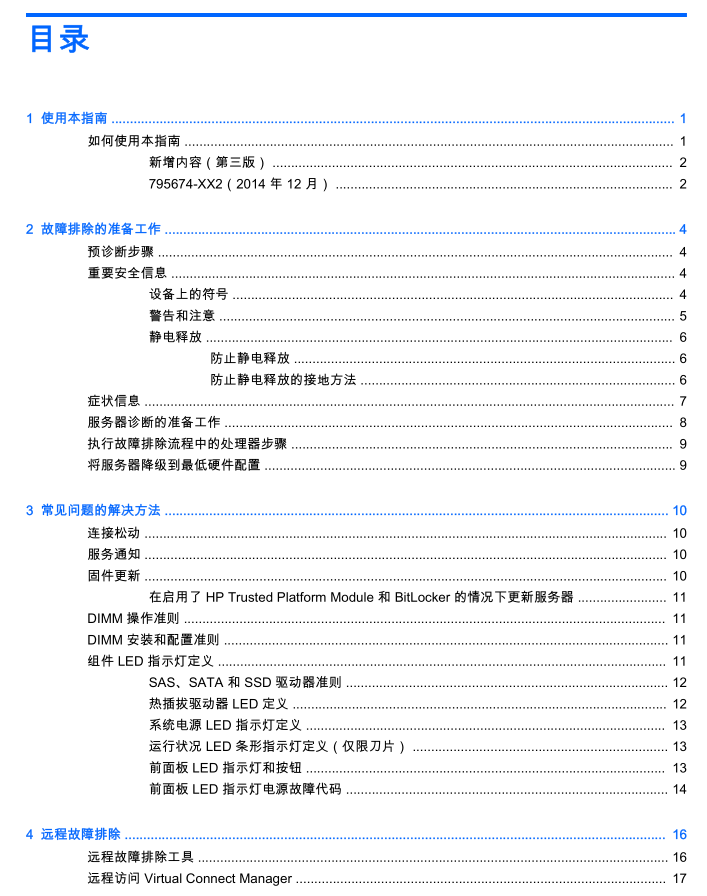 目录
1 使用本指南 ........................................ 1
如何使用本指南 ........................................ 1
新增内容（第三版） ........................................ 2
795674-XX2（2014 年 12 月） ........................................ 2
2 故障排除的准备工作 ........................................ 4
预诊断步骤 ........................................ 4
重要安全信息 ........................................ 4
设备上的符号 ........................................ 4
警告和注意 ........................................ 5
静电释放 ........................................ 6
防止静电释放 ........................................ 6
防止静电释放的接地方法 ........................................ 6
症状信息 ........................................ 7
服务器诊断的准备工作 ........................................ 8
执行故障排除流程中的处理器步骤 ........................................ 9
将服务器降级到最低硬件配置 ........................................ 9
3 常见问题的解决方法 ........................................ 10
连接松动 ........................................ 10
服务通知 ........................................ 10
固件更新 ........................................ 10
在启用了 HP Trusted Platform Module 和 BitLocker 的情况下更新服务器 ........................ 11
DIMM 操作准则 ........................................ 11
DIMM 安装和配置准则 ........................................ 11
组件 LED 指示灯定义 ........................................ 11
SAS、SATA 和 SSD 驱动器准则 ........................................ 12
热插拔驱动器 LED 定义 ........................................ 12
系统电源 LED 指示灯定义 ........................................ 13
运行状况 LED 条形指示灯定义（仅限刀片） ........................................ 13
前面板 LED 指示灯和按钮 ........................................ 13
前面板 LED 指示灯电源故障代码 ........................................ 14
4 远程故障排除 ........................................ 16
远程故障排除工具 ........................................ 16
远程访问 Virtual Connect Manager ........................................ 17